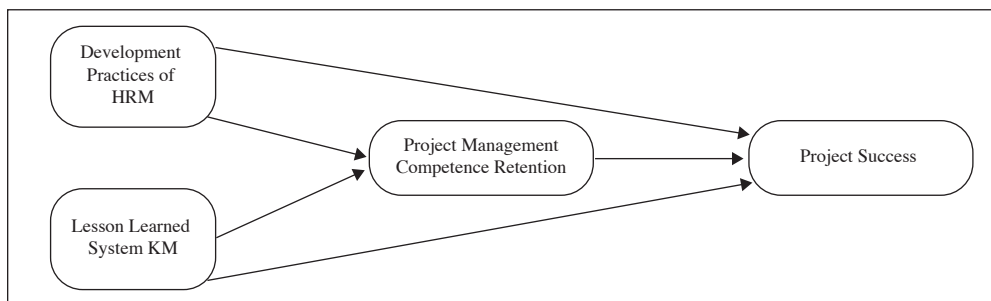 Development
Practices of
HRM
Project Management
Competence Retention
Project Success
Lesson Learned
System KM